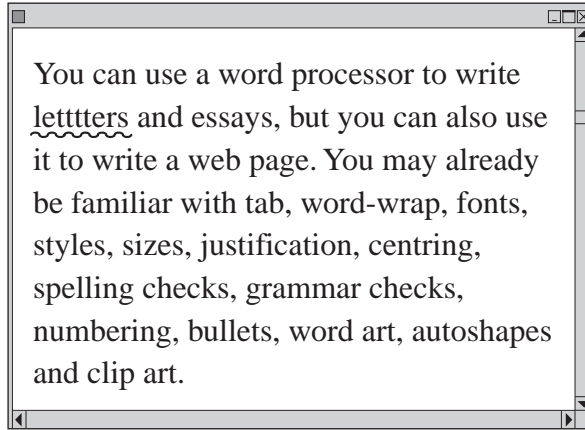 You can use a word processor to write
letttters and essays, but you can also use
it to write a web page. You may already
be familiar with tab, word-wrap, fonts,
styles, sizes, justification, centring,
spelling checks, grammar checks,
numbering, bullets, word art, autoshapes
and clip art.